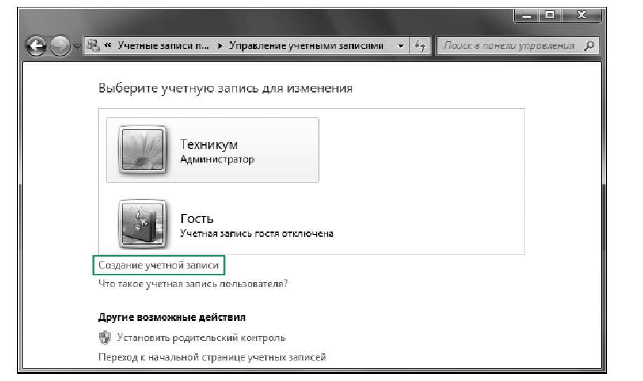 « Учетные записи п... ▸ Управление учетными записями
Поиск в панели управления
Выберите учетную запись для изменения
Техникум
Администратор
Гость
Учетная запись гостя отключена
Создание учетной записи
Что такое учетная запись пользователя?
Другие возможные действия
Установить родительский контроль
Переход к начальной странице учетных записей